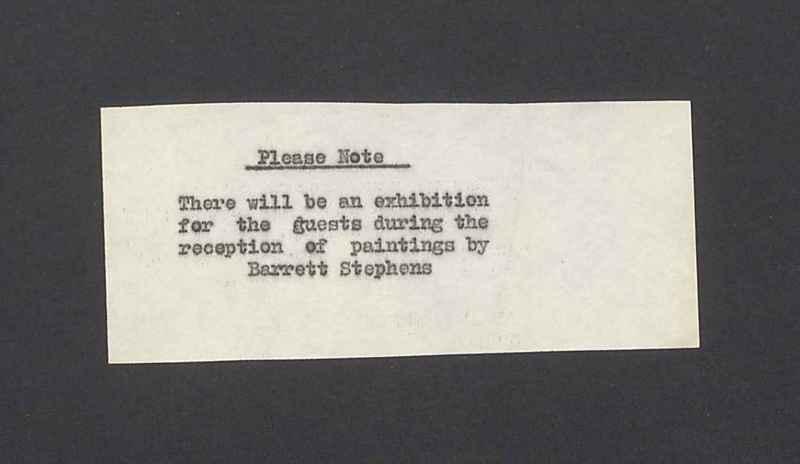 Please Note
There will be an exhibition
for the guests during the
reception of paintings by
Barrett Stephens